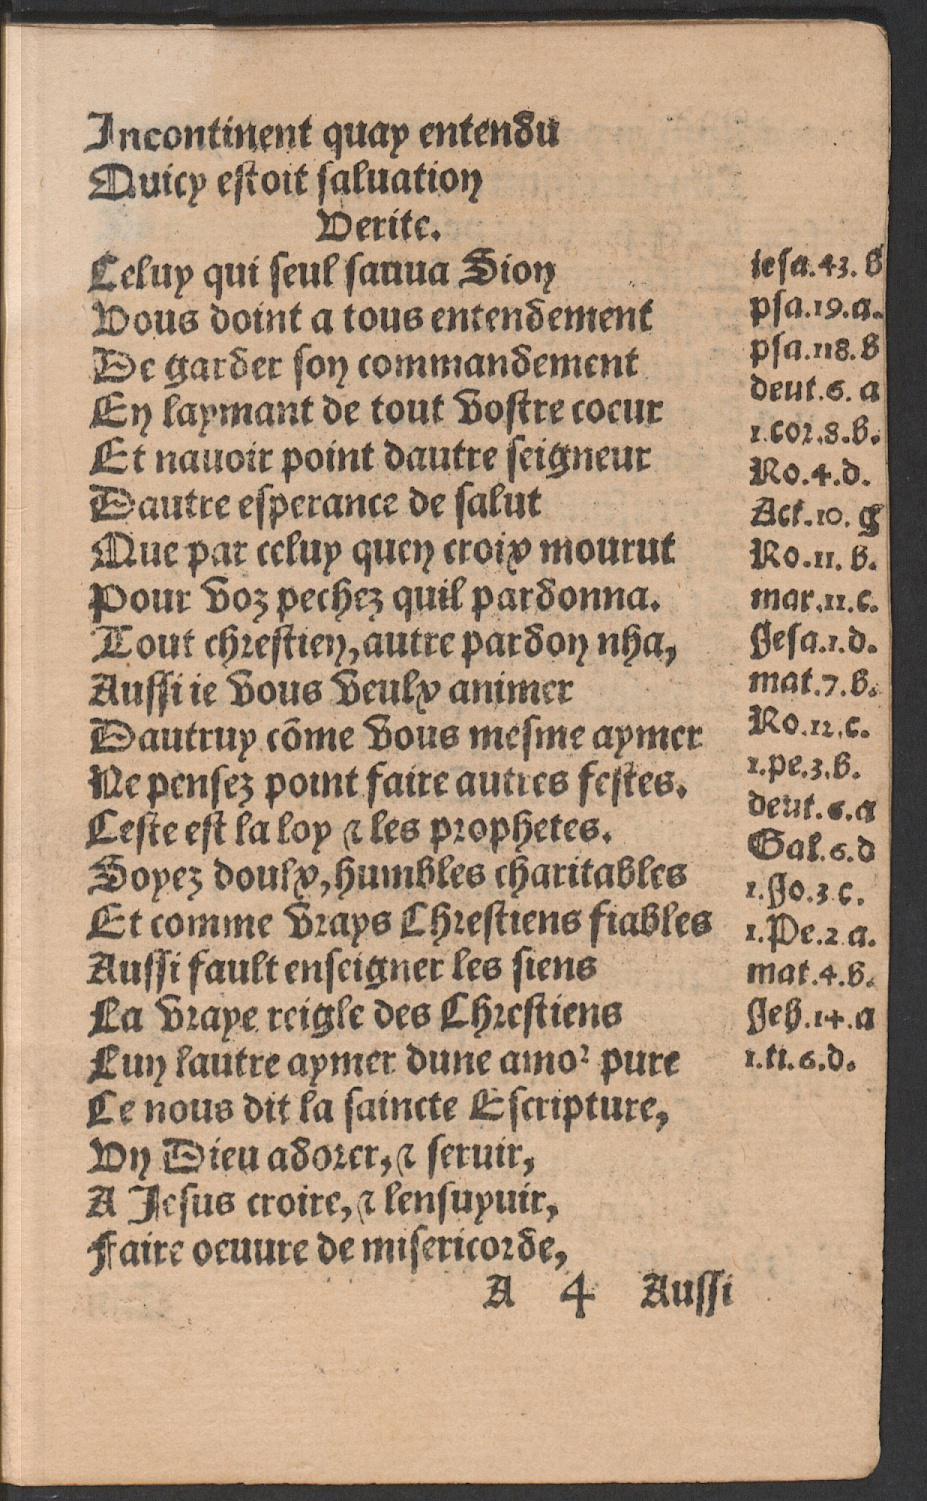 Incontinent quay entendu
Quicy estoit saluation
Verite.
Celuy qui seul sauua Sion
Vous doint a tous entendement
De garder son commandement
En laymant de tout vostre coeur
Et nauoir point dautre seigneur
Dautre esperance de salut
Que par celuy quen croix mourut
Pour voz pechez quil pardonna.
Tout chrestien, autre pardon nha,
Aussi ie vous veulx animer
Dautruy cõme vous mesme aymer
Ne pensez point faire autres festes.
Ceste est la loy ⁊ les prophetes.
Soyez doulx, humbles charitables
Et comme vrays Chrestiens fiables
Aussi fault enseigner les siens
La vraye reigle des Chrestiens
Lun lautre aymer dune amoꝛ pure
Ce nous dit la saincte Escripture,
Vn Dieu adorer, ⁊ seruir,
A Jesus croire, ⁊ lensuyuir,
Faire oeuure de misericorde,
A 4 Aussi
iesa.43. b
psa.19.a.
psa.118.b
deut.6. a
1.cor.8.b.
Ro.4.d.
Act.10. g
Ro.11. b.
mar.11.c.
Jesa.1.d.
mat.7.b.
Ro.12.c.
1.pe.3.b.
deut.6.a
Gal.6.d
1.Jo.3 c.
1.Pe.2 a.
mat.4.b.
Jeh.14.a
1.ti.6.d.